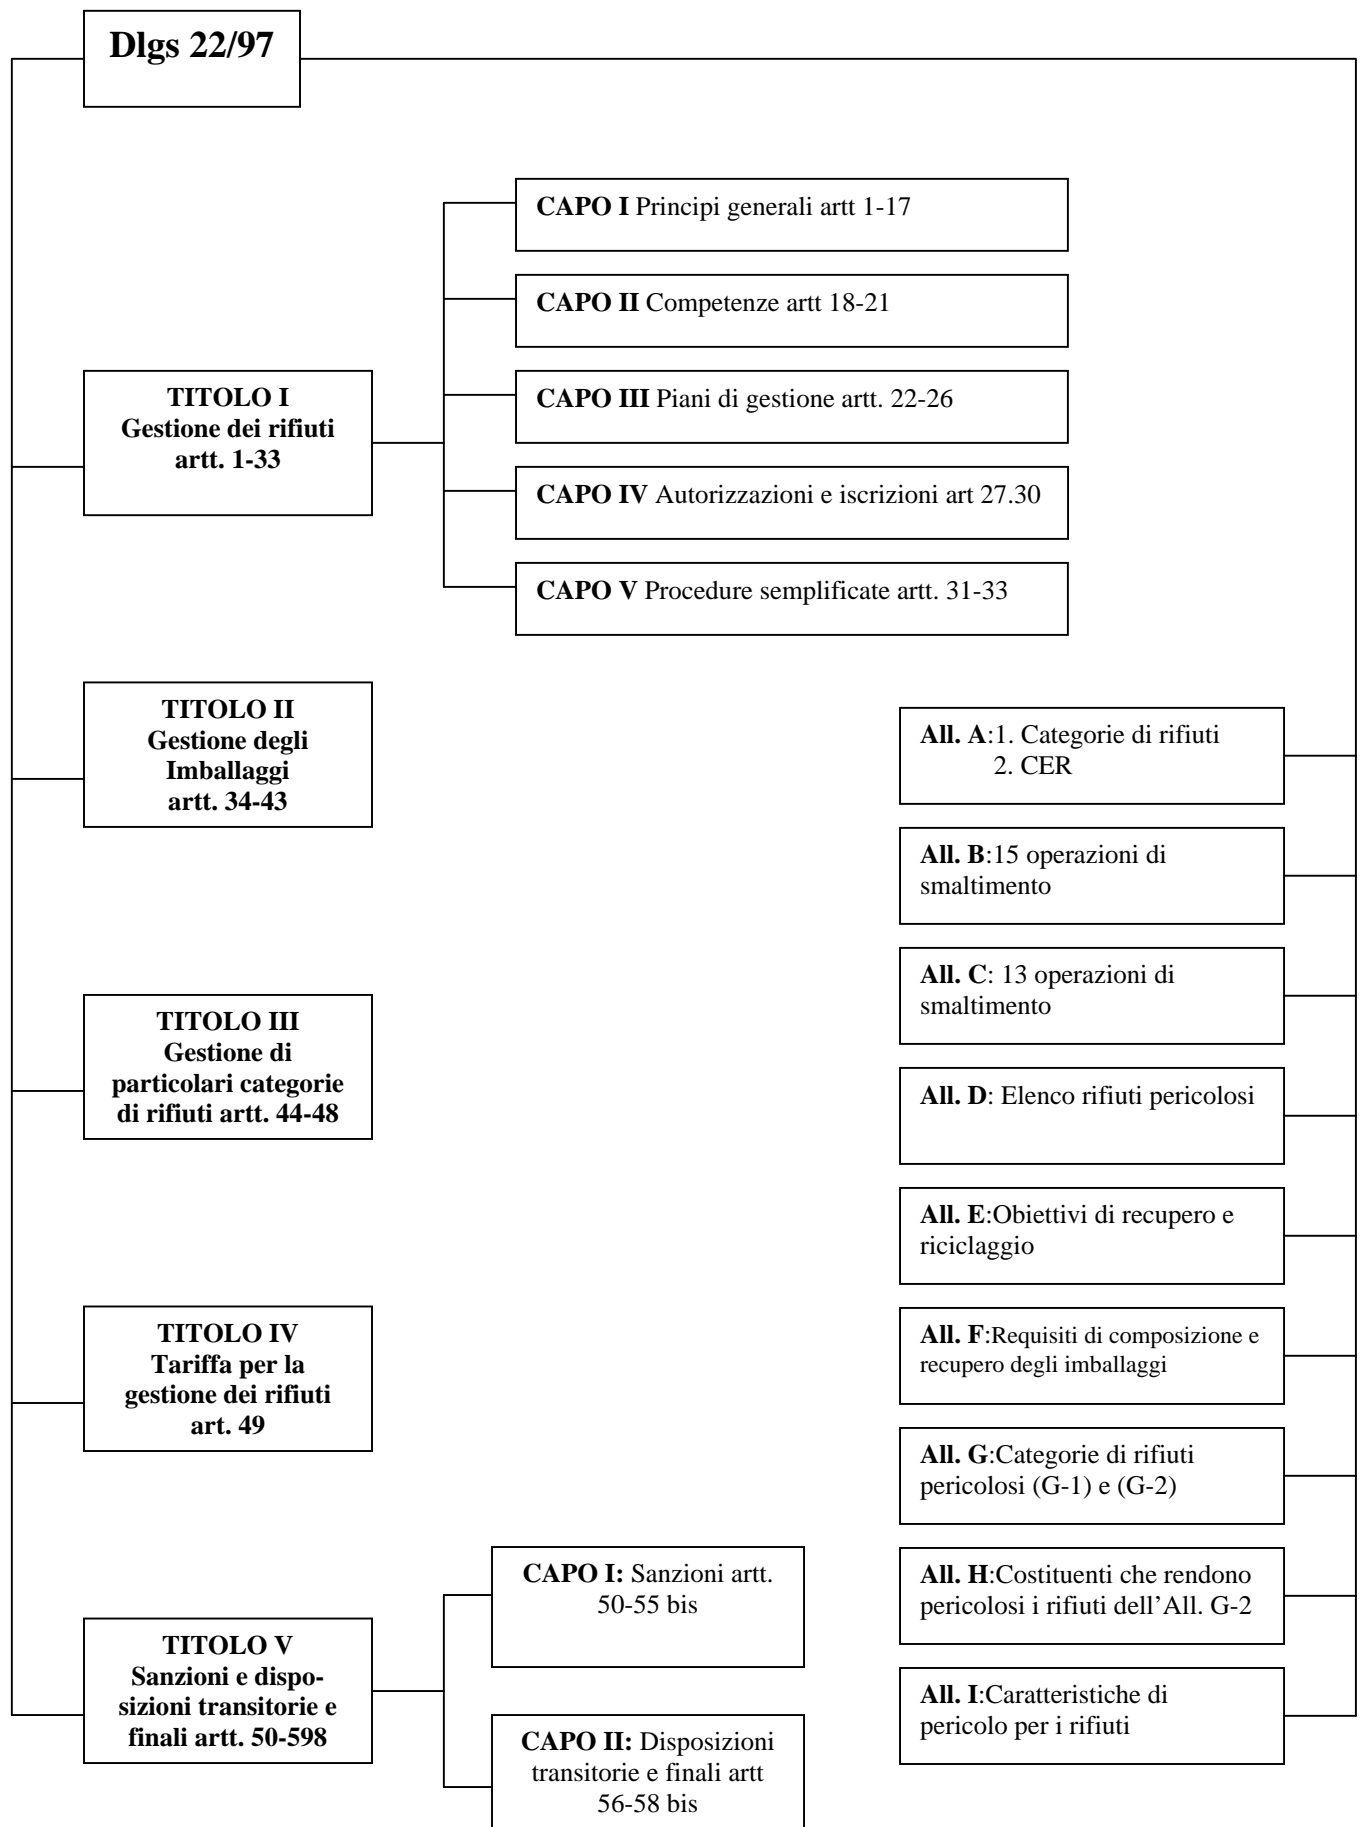 Dlgs 22/97
CAPO I Principi generali artt 1-17
CAPO II Competenze artt 18-21
CAPO III Piani di gestione artt. 22-26
CAPO IV Autorizzazioni e iscrizioni art 27.30
CAPO V Procedure semplificate artt. 31-33
TITOLO I
Gestione dei rifiuti
artt. 1-33
TITOLO II
Gestione degli
Imballaggi
artt. 34-43
TITOLO III
Gestione di
particolari categorie
di rifiuti artt. 44-48
TITOLO IV
Tariffa per la
gestione dei rifiuti
art. 49
TITOLO V
Sanzioni e dispo-
sizioni transitorie e
finali artt. 50-598
CAPO I: Sanzioni artt.
50-55 bis
CAPO II: Disposizioni
transitorie e finali artt
56-58 bis
All. A:1. Categorie di rifiuti
2. CER
All. B:15 operazioni di
smaltimento
All. C: 13 operazioni di
smaltimento
All. D: Elenco rifiuti pericolosi
All. E:Obiettivi di recupero e
riciclaggio
All. F:Requisiti di composizione e
recupero degli imballaggi
All. G:Categorie di rifiuti
pericolosi (G-1) e (G-2)
All. H:Costituenti che rendono
pericolosi i rifiuti dell’All. G-2
All. I:Caratteristiche di
pericolo per i rifiuti